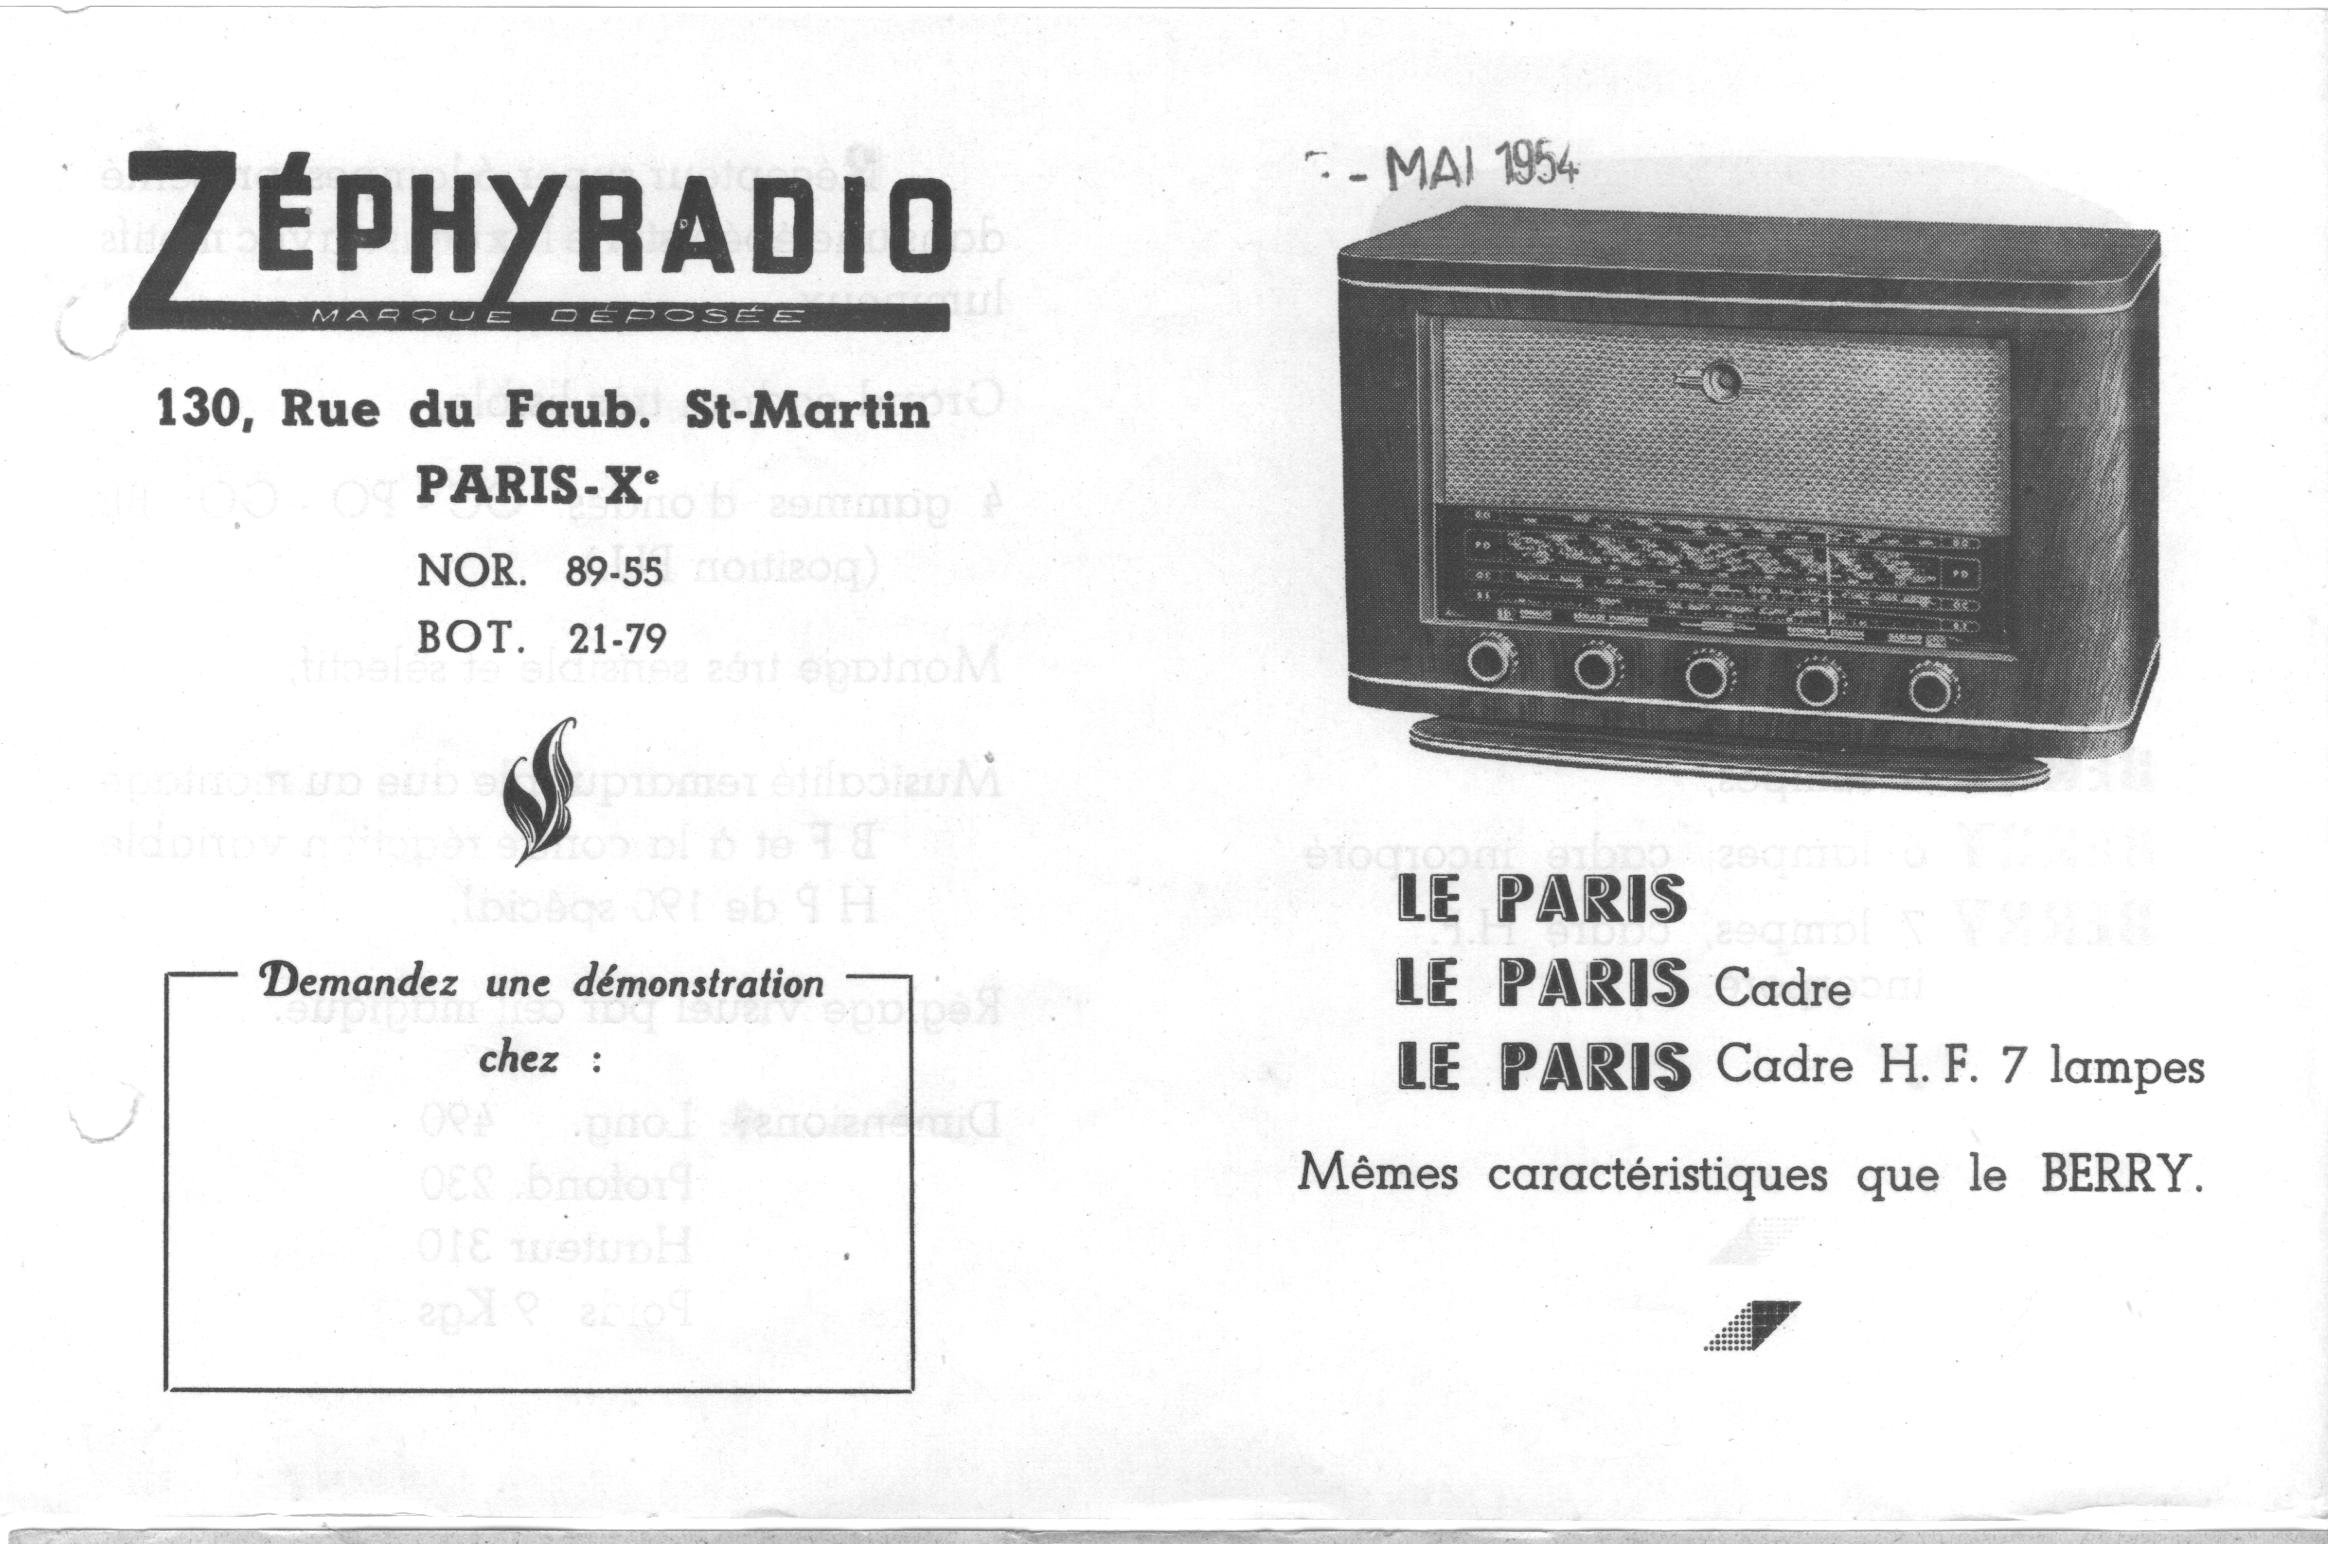 ZÉPHYRADIO
MARQUE DÉPOSÉE
130, Rue du Faub. St-Martin
PARIS-Xe
NOR. 89-55
BOT. 21-79
Demandez une démonstration
chez :
- MAI 1954
LE PARIS
LE PARIS Cadre
LE PARIS Cadre H. F. 7 lampes
Mêmes caractéristiques que le BERRY.